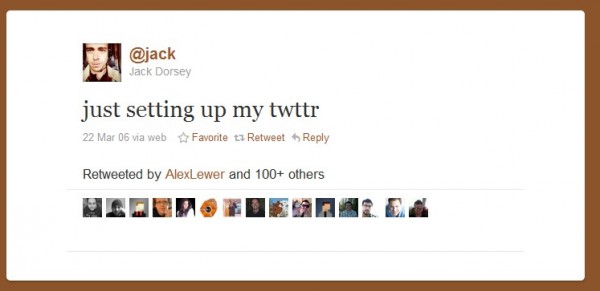 @jack
Jack Dorsey
just setting up my twttr
22 Mar 06 via web Favorite Retweet Reply
Retweeted by AlexLewer and 100+ others